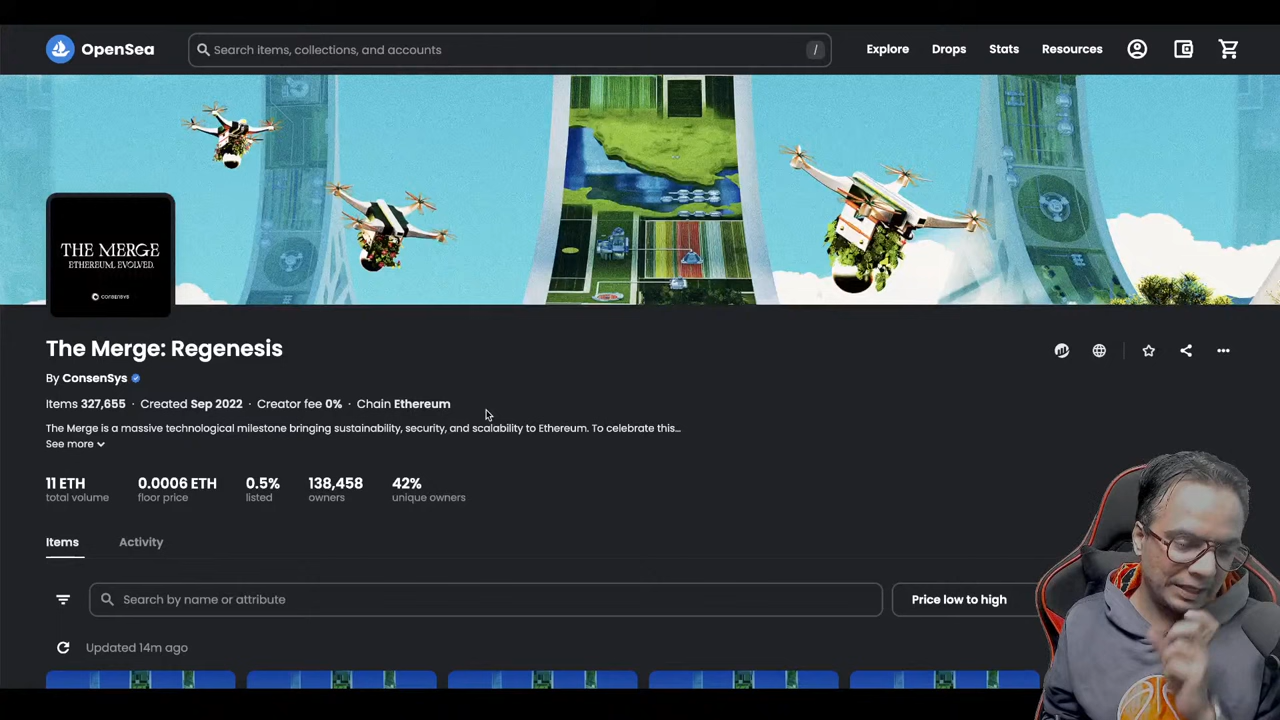 OpenSea
Search items, collections, and accounts
/
Explore
Drops
Stats
Resources
THE MERGE
ETHEREUM, EVOLVED.
CONSENSYS
The Merge: Regenesis
By ConsenSys
Items 327,655 · Created Sep 2022 · Creator fee 0% · Chain Ethereum
The Merge is a massive technological milestone bringing sustainability, security, and scalability to Ethereum. To celebrate this…
See more
11 ETH
total volume
0.0006 ETH
floor price
0.5%
listed
138,458
owners
42%
unique owners
Items
Activity
Search by name or attribute
Price low to high
Updated 14m ago